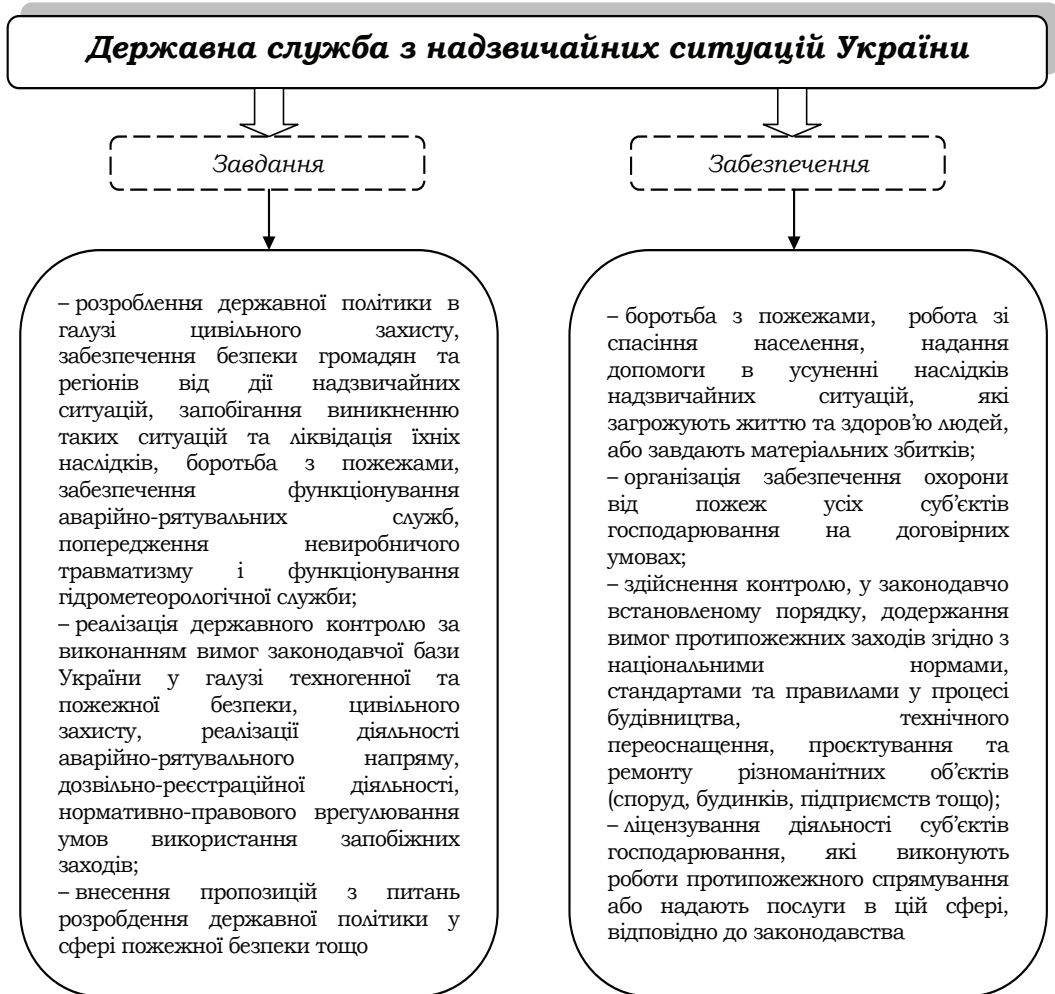 Державна служба з надзвичайних ситуацій України
Завдання
– розроблення державної політики в
галузі цивільного захисту,
забезпечення безпеки громадян та
регіонів від дії надзвичайних
ситуацій, запобігання виникненню
таких ситуацій та ліквідація їхніх
наслідків, боротьба з пожежами,
забезпечення функціонування
аварійно-рятувальних служб,
попередження невиробничого
травматизму і функціонування
гідрометеорологічної служби;
– реалізація державного контролю за
виконанням вимог законодавчої бази
України у галузі техногенної та
пожежної безпеки, цивільного
захисту, реалізації діяльності
аварійно-рятувального напряму,
дозвільно-реєстраційної діяльності,
нормативно-правового врегулювання
умов використання запобіжних
заходів;
– внесення пропозицій з питань
розробдення державної політики у
сфері пожежної безпеки тощо
Забезпечення
– боротьба з пожежами, робота зі
спасіння населення, надання
допомоги в усуненні наслідків
надзвичайних ситуацій, які
загрожують життю та здоров’ю людей,
або завдають матеріальних збитків;
– організація забезпечення охорони
від пожеж усіх суб’єктів
господарювання на договірних
умовах;
– здійснення контролю, у законодавчо
встановленому порядку, додержання
вимог протипожежних заходів згідно з
національними нормами,
стандартами та правилами у процесі
будівництва, технічного
переоснащення, проєктування та
ремонту різноманітних об’єктів
(споруд, будинків, підприємств тощо);
– ліцензування діяльності суб’єктів
господарювання, які виконують
роботи протипожежного спрямування
або надають послуги в цій сфері,
відповідно до законодавства